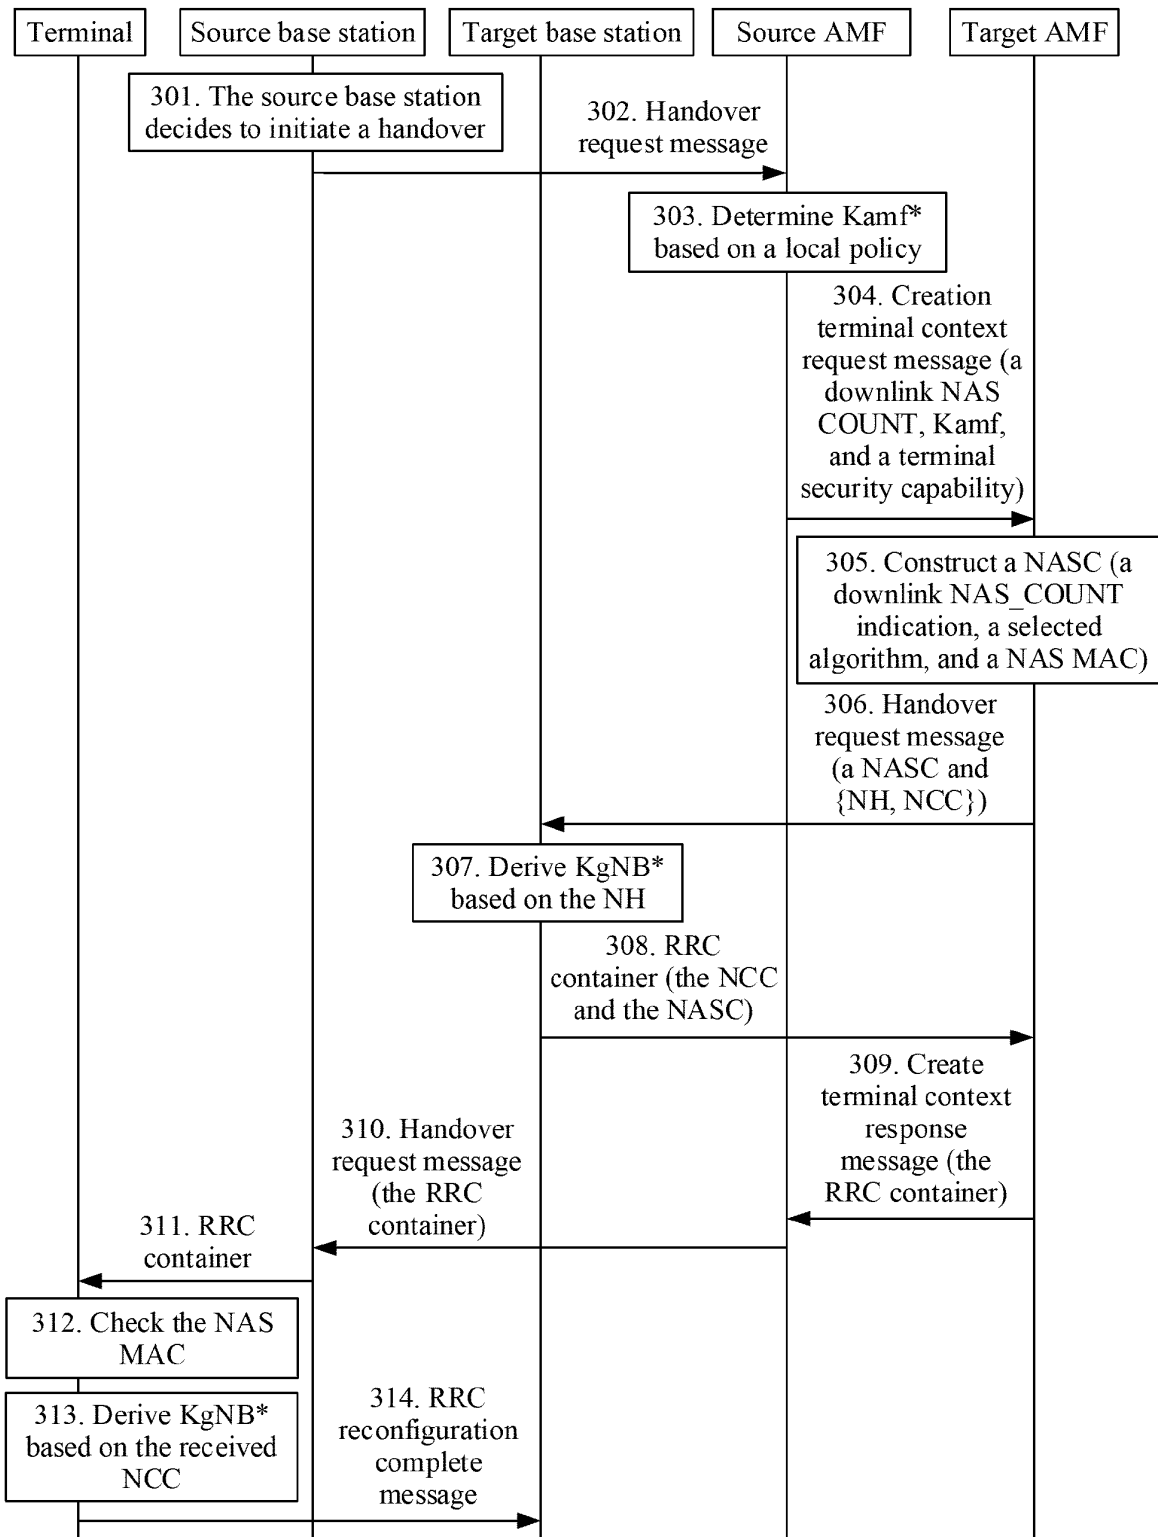 Terminal
Source base station
Target base station
Source AMF
Target AMF
301. The source base station
decides to initiate a handover
302. Handover
request message
303. Determine Kamf*
based on a local policy
304. Creation
terminal context
request message (a
downlink NAS
COUNT, Kamf,
and a terminal
security capability)
305. Construct a NASC (a
downlink NAS_COUNT
indication, a selected
algorithm, and a NAS MAC)
306. Handover
request message
(a NASC and
{NH, NCC})
307. Derive KgNB*
based on the NH
308. RRC
container (the NCC
and the NASC)
309. Create
terminal context
response
message (the
RRC container)
310. Handover
request message
(the RRC
container)
311. RRC
container
312. Check the NAS
MAC
313. Derive KgNB*
based on the received
NCC
314. RRC
reconfiguration
complete
message